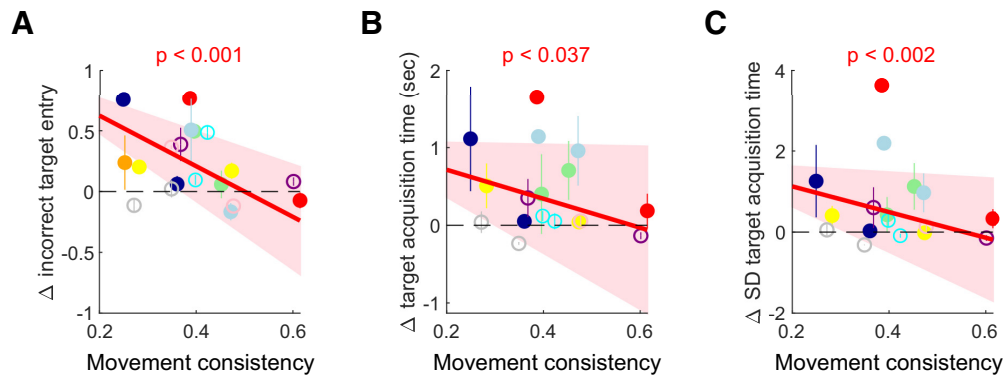 A
p < 0.001
Δ incorrect target entry
1
0.5
0
-0.5
-1
0.2
0.4
0.6
Movement consistency
B
p < 0.037
Δ target acquisition time (sec)
2
1
0
-1
0.2
0.4
0.6
Movement consistency
C
p < 0.002
Δ SD target acquisition time
4
2
0
-2
0.2
0.4
0.6
Movement consistency